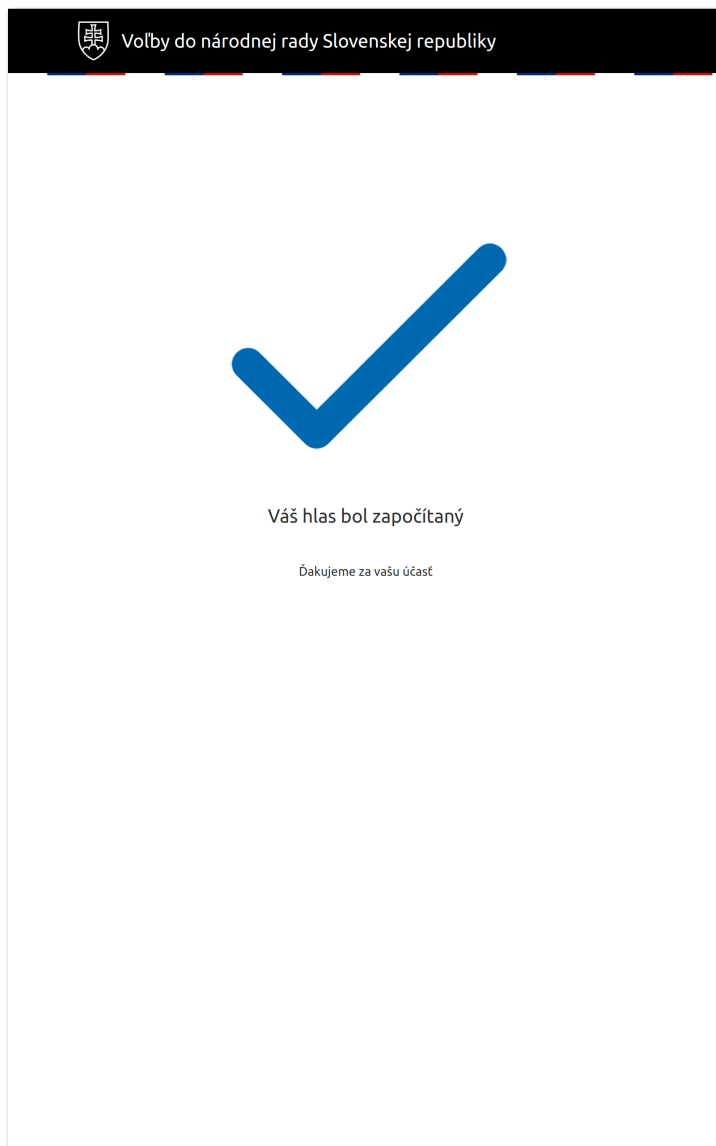 Voľby do národnej rady Slovenskej republiky
Váš hlas bol započítaný
Ďakujeme za vašu účasť